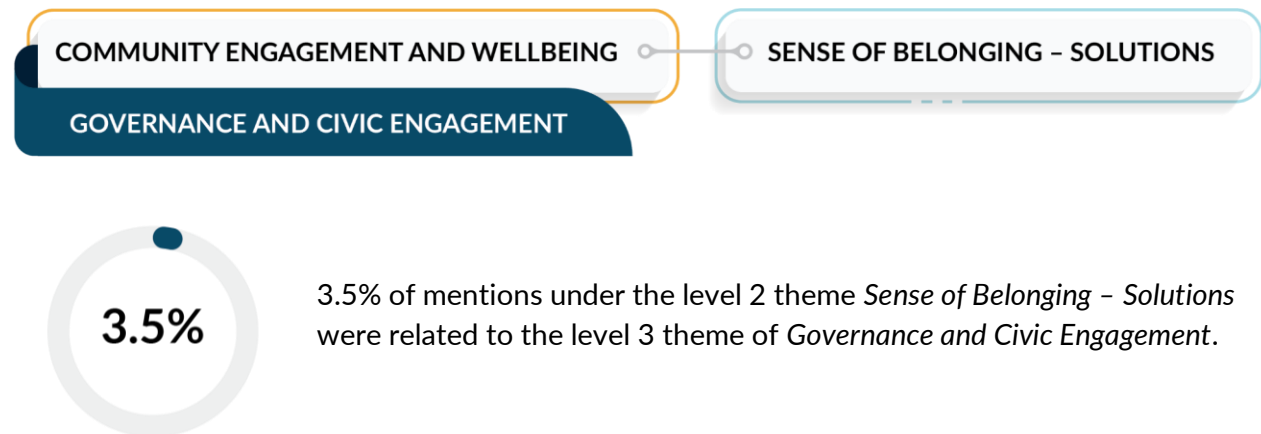 COMMUNITY ENGAGEMENT AND WELLBEING
SENSE OF BELONGING – SOLUTIONS
GOVERNANCE AND CIVIC ENGAGEMENT
3.5%
3.5% of mentions under the level 2 theme Sense of Belonging – Solutions
were related to the level 3 theme of Governance and Civic Engagement.